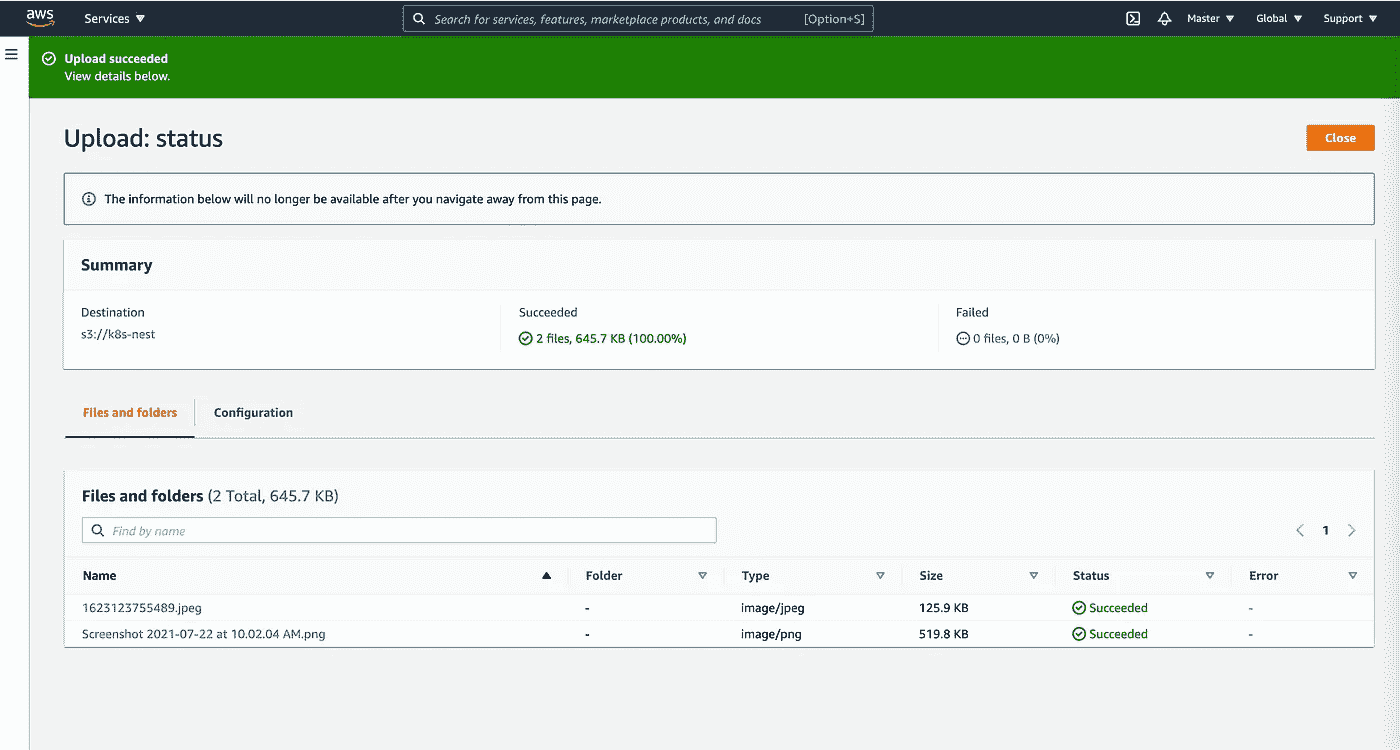 aws Services Search for services, features, marketplace products, and docs [Option+S] Master Global Support
Upload succeeded
View details below.
Upload: status
Close
The information below will no longer be available after you navigate away from this page.
Summary
Destination Succeeded Failed
s3://k8s-nest 2 files, 645.7 KB (100.00%) 0 files, 0 B (0%)
Files and folders Configuration
Files and folders (2 Total, 645.7 KB)
Find by name 1
Name Folder Type Size Status Error
1623123755489.jpeg - image/jpeg 125.9 KB Succeeded -
Screenshot 2021-07-22 at 10.02.04 AM.png - image/png 519.8 KB Succeeded -